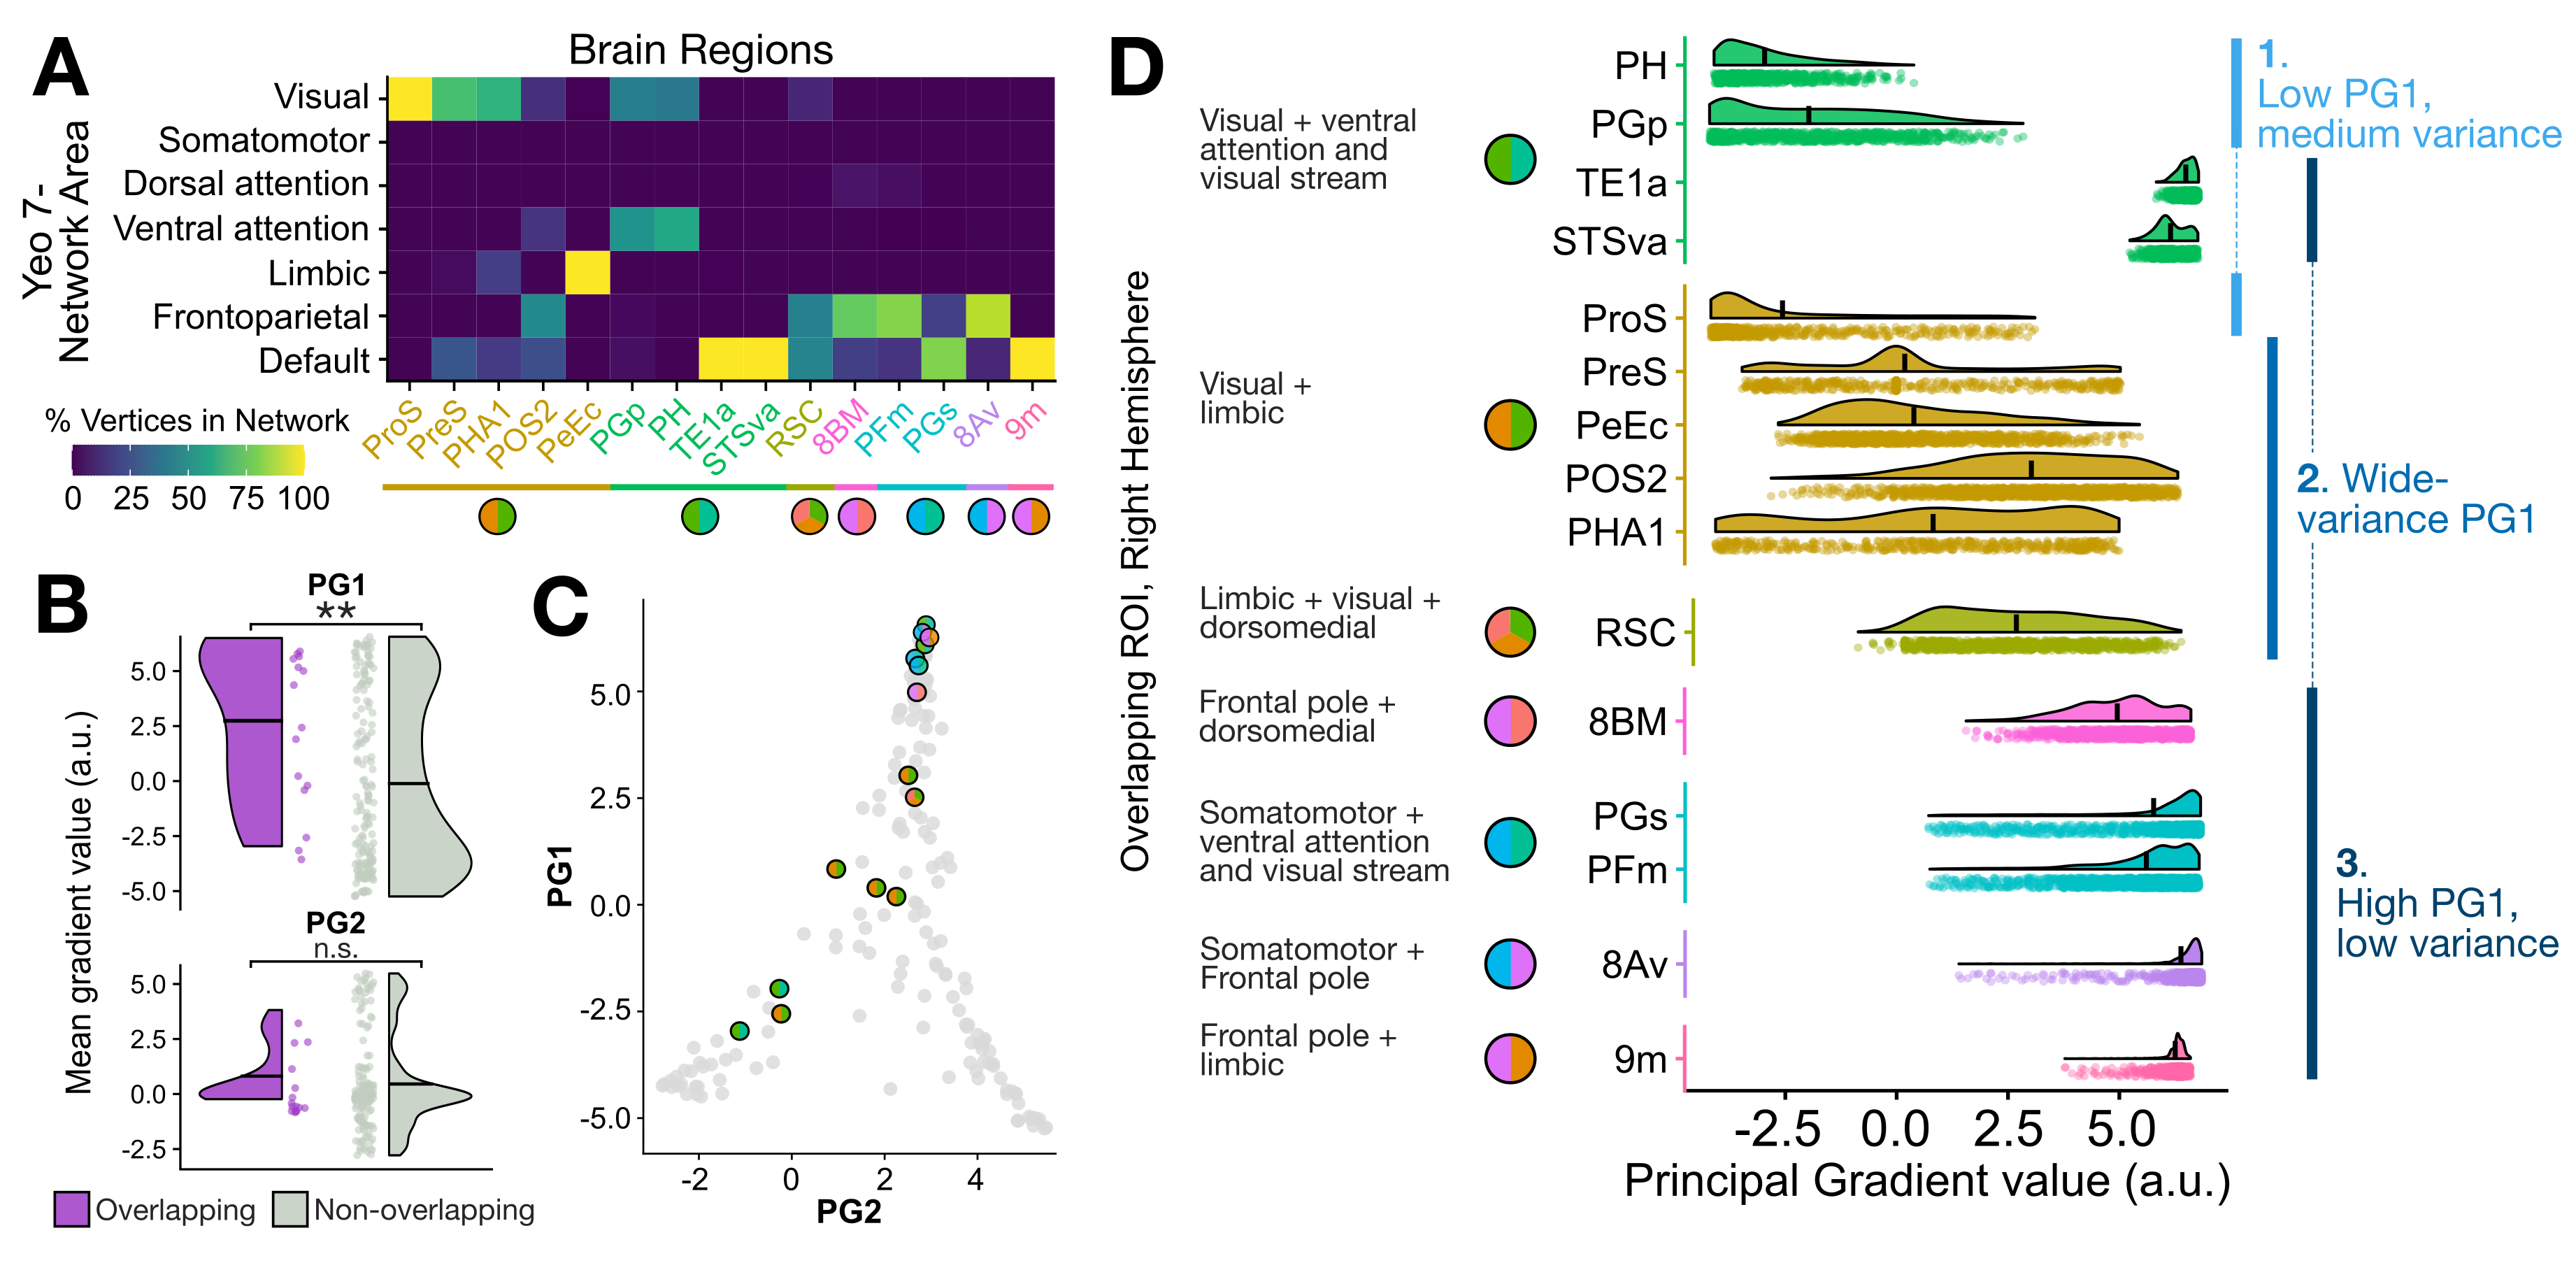 A
Brain Regions
Yeo 7-
Network Area
Visual
Somatomotor
Dorsal attention
Ventral attention
Limbic
Frontoparietal
Default
ProS
PreS
PHA1
POS2
PeEc
PGp
PH
TE1a
STSva
RSC
8BM
PFm
PGs
8Av
9m
% Vertices in Network
0 25 50 75 100
B
Mean gradient value (a.u.)
PG1
**
5.0
2.5
0.0
-2.5
-5.0
PG2
n.s.
5.0
2.5
0.0
-2.5
Overlapping
Non-overlapping
C
PG1
5.0
2.5
0.0
-2.5
-5.0
-2 0 2 4
PG2
D
Overlapping ROI, Right Hemisphere
Visual + ventral
attention and
visual stream
PH
PGp
TE1a
STSva
Visual +
limbic
ProS
PreS
PeEc
POS2
PHA1
Limbic + visual +
dorsomedial
RSC
Frontal pole +
dorsomedial
8BM
Somatomotor +
ventral attention
and visual stream
PGs
PFm
Somatomotor +
Frontal pole
8Av
Frontal pole +
limbic
9m
-2.5 0.0 2.5 5.0
Principal Gradient value (a.u.)
1.
Low PG1,
medium variance
2. Wide-
variance PG1
3.
High PG1,
low variance